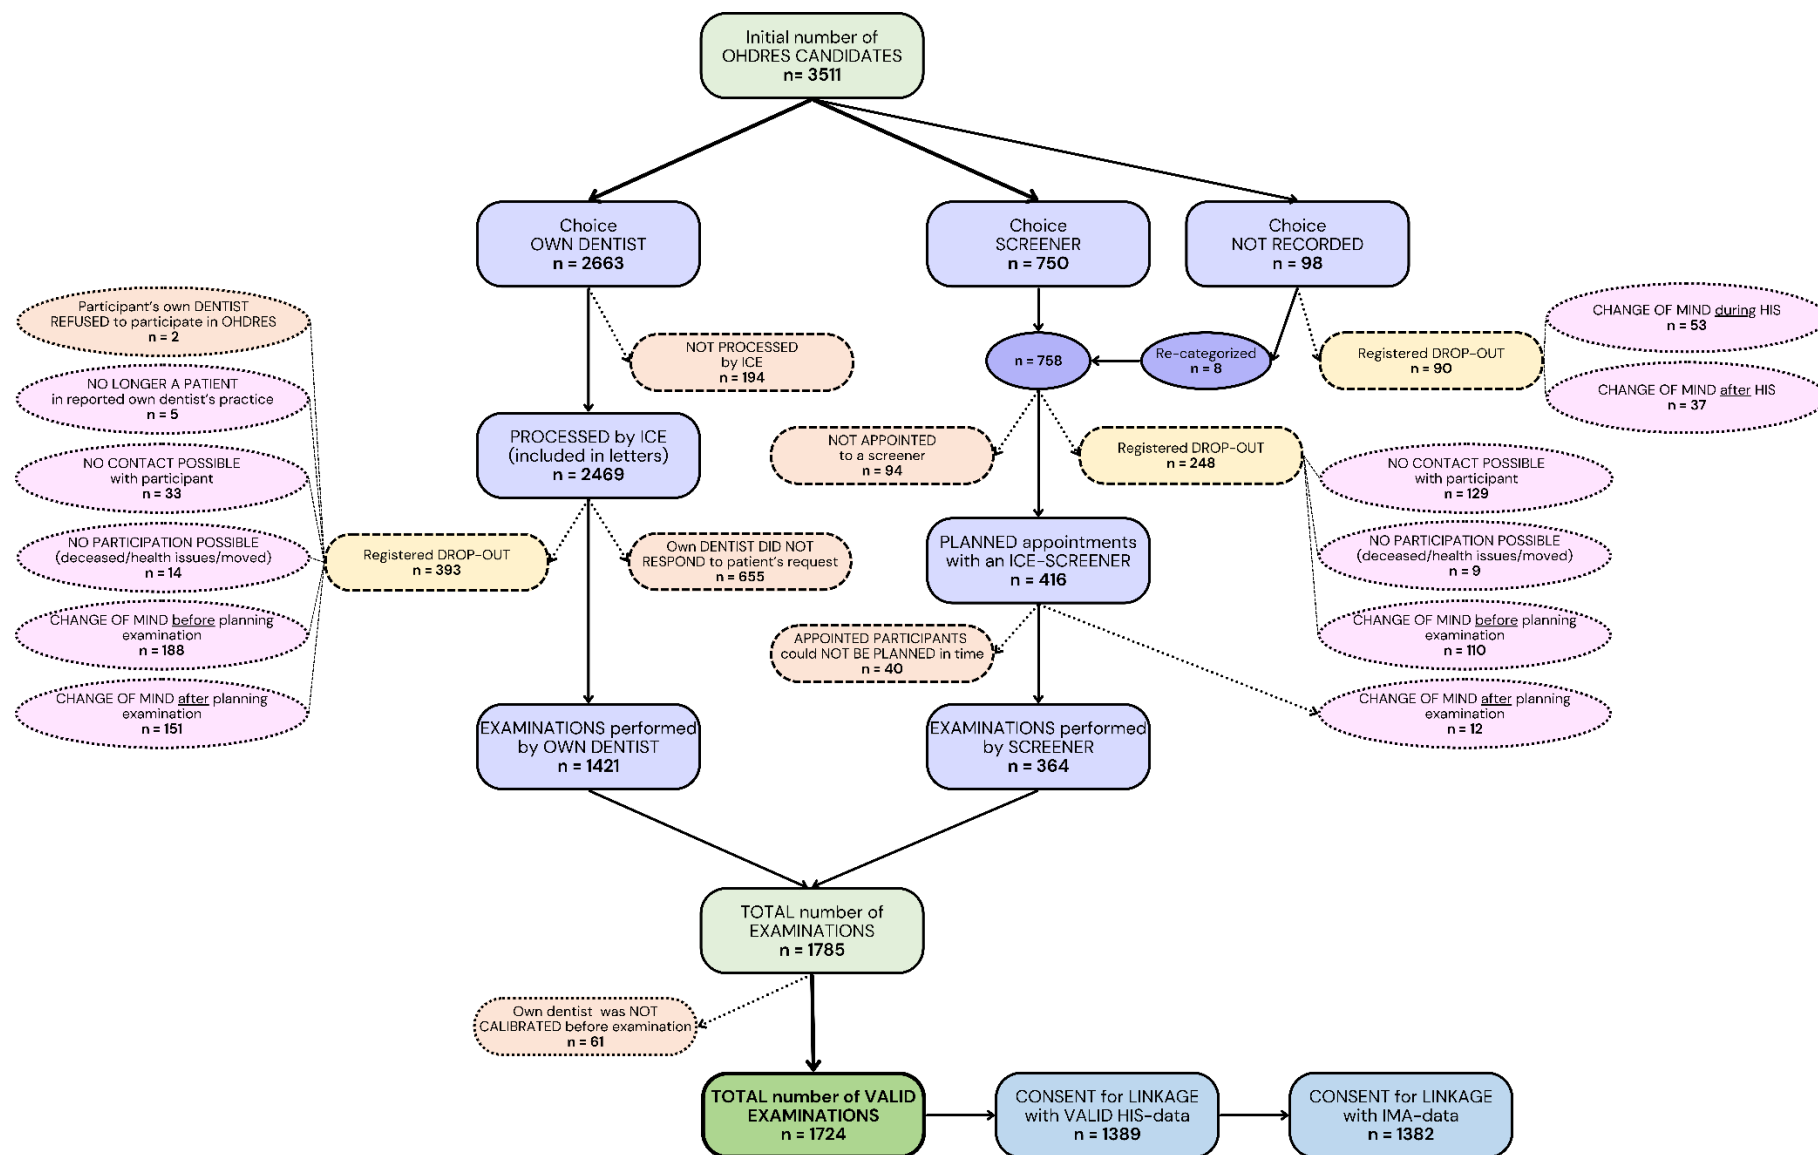 Initial number of
OHDRES CANDIDATES
n= 3511
Choice
OWN DENTIST
n = 2663
Choice
SCREENER
n = 750
Choice
NOT RECORDED
n = 98
Participant's own DENTIST
REFUSED to participate in OHDRES
n = 2
NO LONGER A PATIENT
in reported own dentist's practice
n = 5
NO CONTACT POSSIBLE
with participant
n = 33
NO PARTICIPATION POSSIBLE
(deceased/health issues/moved)
n = 14
CHANGE OF MIND before planning
examination
n = 188
CHANGE OF MIND after planning
examination
n = 151
Registered DROP-OUT
n = 393
NOT PROCESSED
by ICE
n = 194
PROCESSED by ICE
(included in letters)
n = 2469
Own DENTIST DID NOT
RESPOND to patient's request
n = 655
EXAMINATIONS performed
by OWN DENTIST
n = 1421
n = 758
Re-categorized
n = 8
Registered DROP-OUT
n = 90
CHANGE OF MIND during HIS
n = 53
CHANGE OF MIND after HIS
n = 37
NOT APPOINTED
to a screener
n = 94
Registered DROP-OUT
n = 248
NO CONTACT POSSIBLE
with participant
n = 129
NO PARTICIPATION POSSIBLE
(deceased/health issues/moved)
n = 9
CHANGE OF MIND before planning
examination
n = 110
PLANNED appointments
with an ICE-SCREENER
n = 416
APPOINTED PARTICIPANTS
could NOT BE PLANNED in time
n = 40
CHANGE OF MIND after planning
examination
n = 12
EXAMINATIONS performed
by SCREENER
n = 364
TOTAL number of
EXAMINATIONS
n = 1785
Own dentist was NOT
CALIBRATED before examination
n = 61
TOTAL number of VALID
EXAMINATIONS
n = 1724
CONSENT for LINKAGE
with VALID HIS-data
n = 1389
CONSENT for LINKAGE
with IMA-data
n = 1382